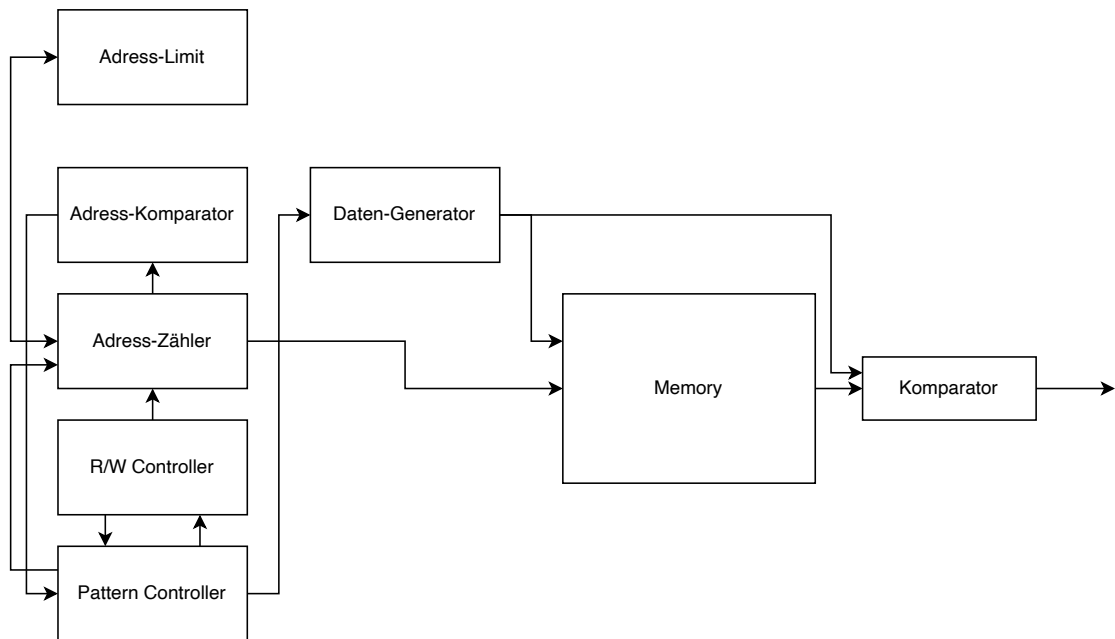 Adress-Limit
Adress-Komparator
Daten-Generator
Adress-Zähler
Memory
Komparator
R/W Controller
Pattern Controller